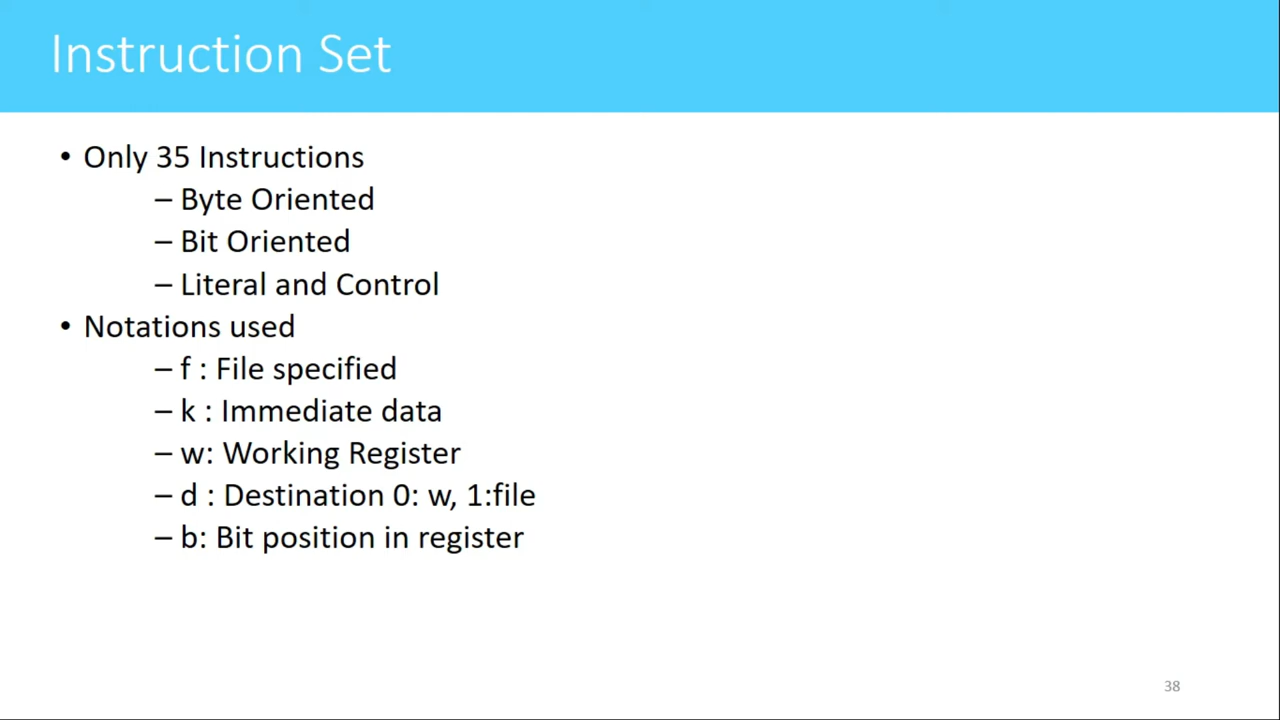 Instruction Set
• Only 35 Instructions
– Byte Oriented
– Bit Oriented
– Literal and Control
• Notations used
– f : File specified
– k : Immediate data
– w: Working Register
– d : Destination 0: w, 1:file
– b: Bit position in register
38